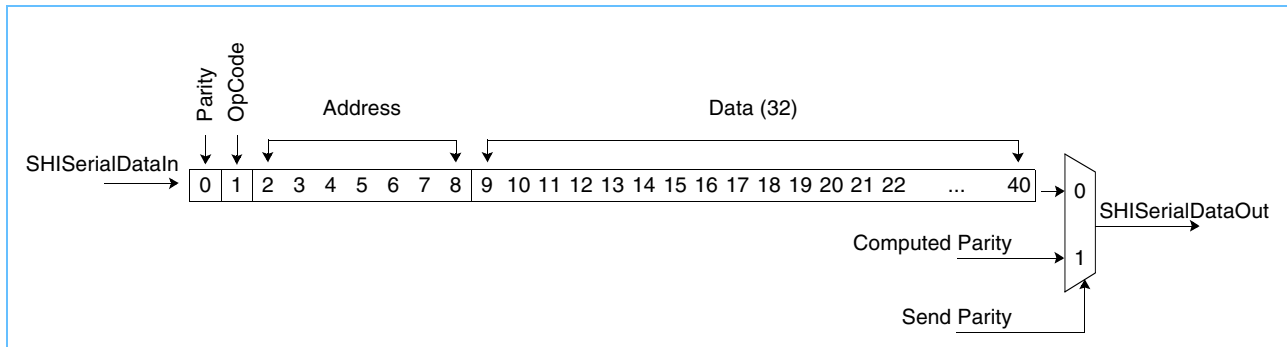 Parity
OpCode
Address
Data (32)
SHISerialDataIn
0 1 2 3 4 5 6 7 8 9 10 11 12 13 14 15 16 17 18 19 20 21 22 ... 40
0
SHISerialDataOut
Computed Parity
1
Send Parity